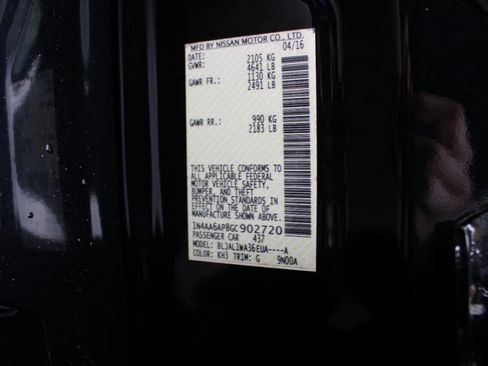 MFD BY NISSAN MOTOR CO., LTD.
DATE: 04/16
GVWR: 2105 KG
4641 LB
GAWR FR.: 1130 KG
2491 LB
GAWR RR.: 990 KG
2183 LB
THIS VEHICLE CONFORMS TO
ALL APPLICABLE FEDERAL
MOTOR VEHICLE SAFETY,
BUMPER, AND THEFT
PREVENTION STANDARDS
IN EFFECT ON THE DATE OF
MANUFACTURE SHOWN ABOVE.
1N4AA6AP8GC902720
PASSENGER CAR 437
MODEL: BLJALLWA36EUA----A
COLOR: KH3 TRIM: G 9N00A